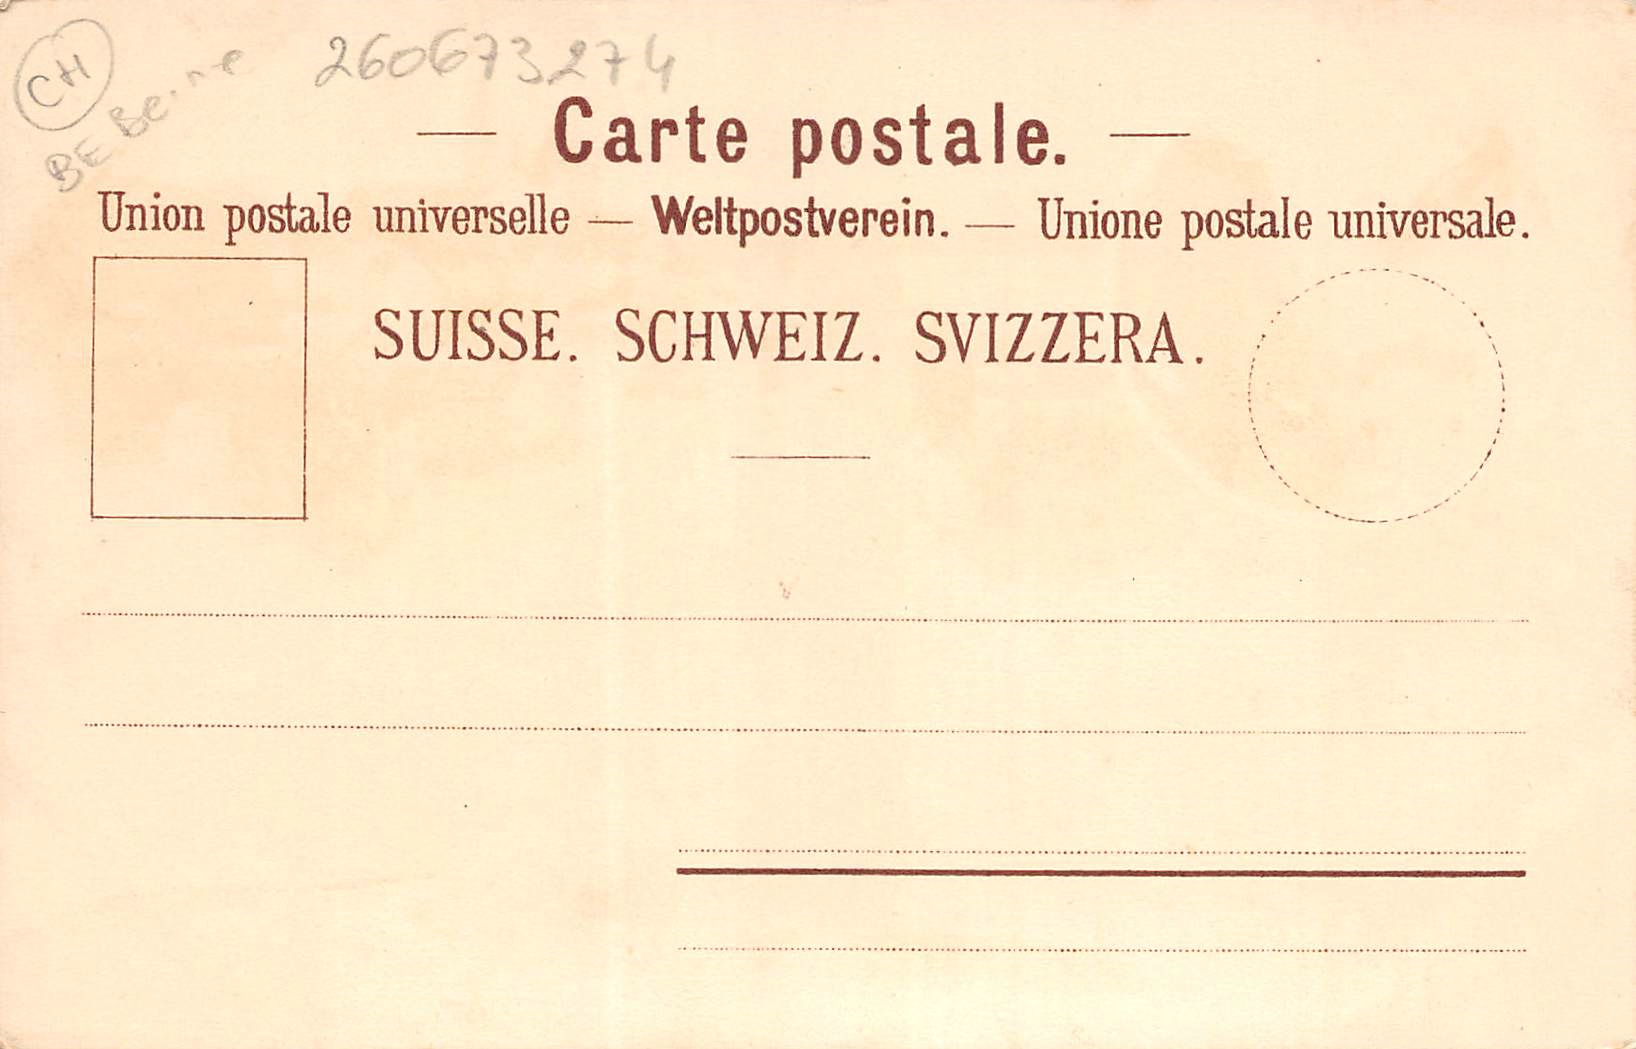 CH
260673274
BE Berne
— Carte postale. —
Union postale universelle — Weltpostverein. — Unione postale universale.
SUISSE. SCHWEIZ. SVIZZERA.